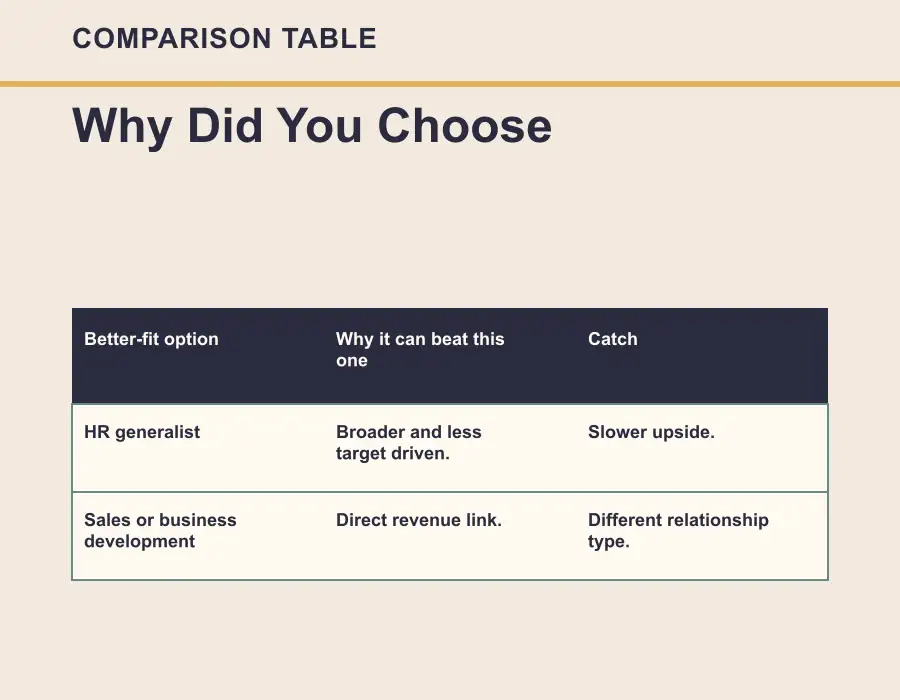 COMPARISON TABLE
Why Did You Choose
Better-fit option
Why it can beat this
one
Catch
HR generalist
Broader and less
target driven.
Slower upside.
Sales or business
development
Direct revenue link.
Different relationship
type.